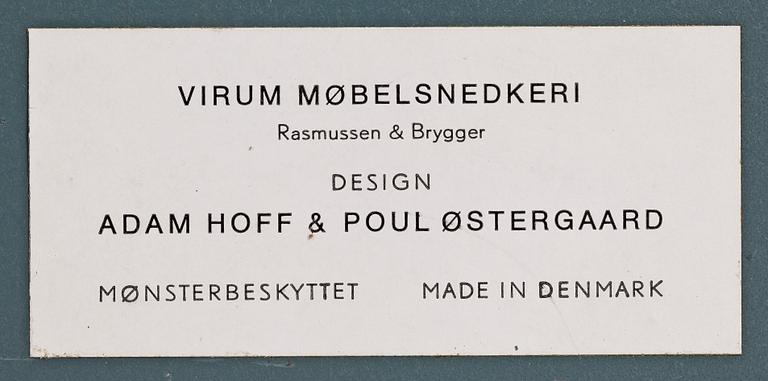 VIRUM MØBELSNEDKERI
Rasmussen & Brygger
DESIGN
ADAM HOFF & POUL ØSTERGAARD
MØNSTERBESKYTTET MADE IN DENMARK